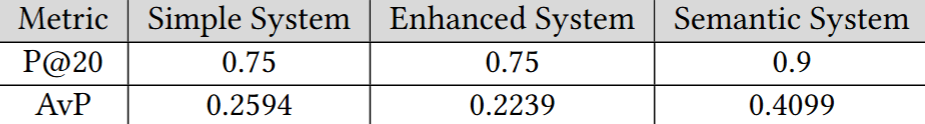 Metric Simple System Enhanced System Semantic System
P@20 0.75 0.75 0.9
AvP 0.2594 0.2239 0.4099